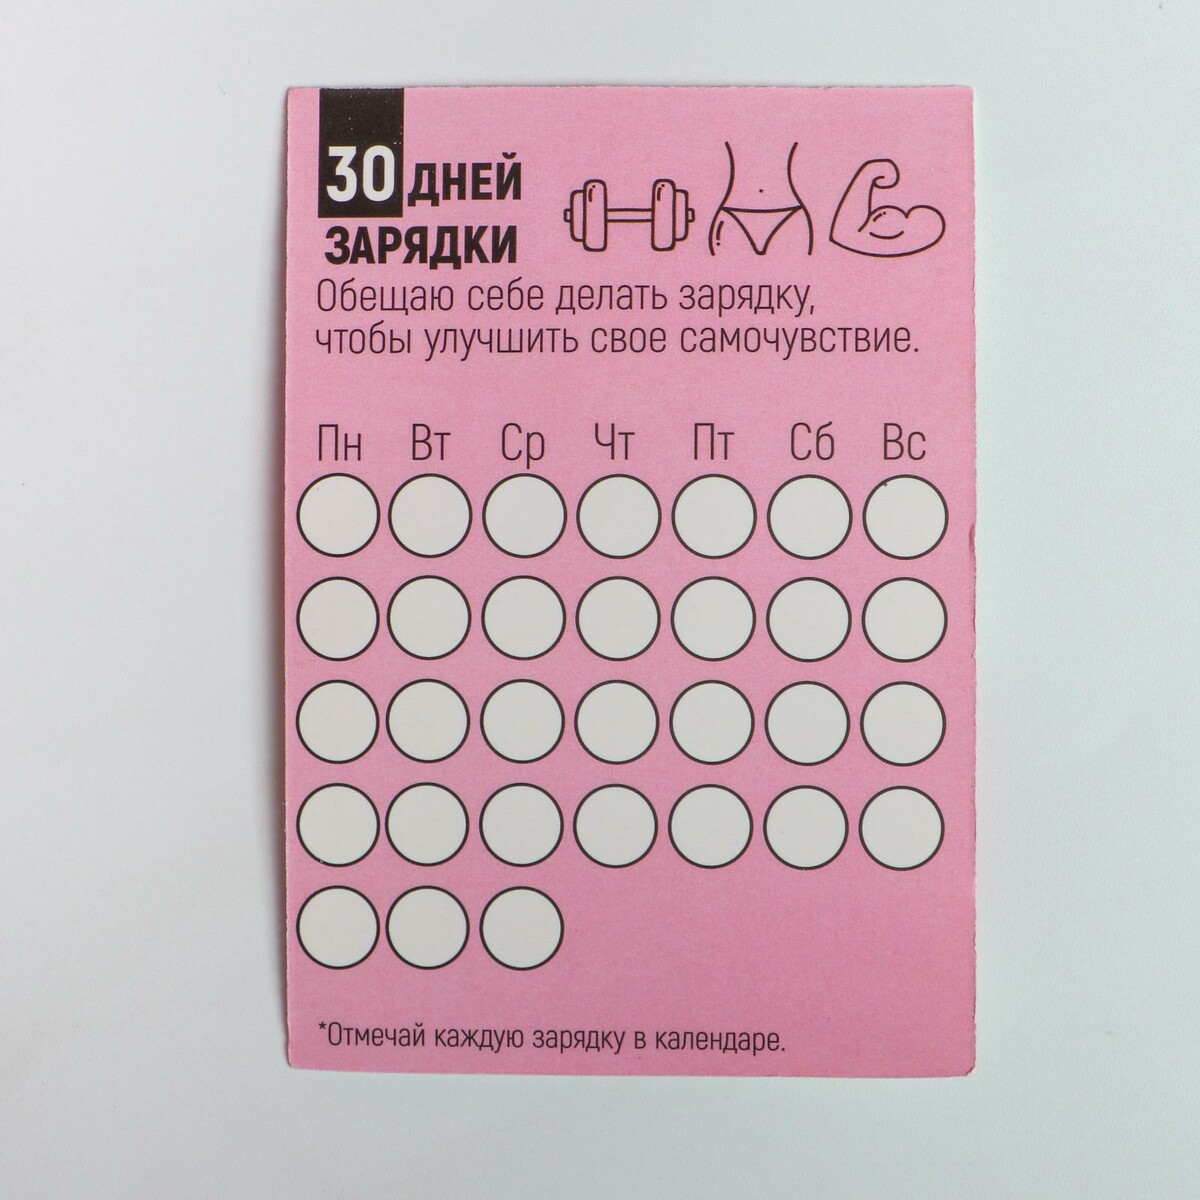 30 ДНЕЙ
ЗАРЯДКИ
Обещаю себе делать зарядку,
чтобы улучшить свое самочувствие.
Пн Вт Ср Чт Пт Сб Вс
*Отмечай каждую зарядку в календаре.